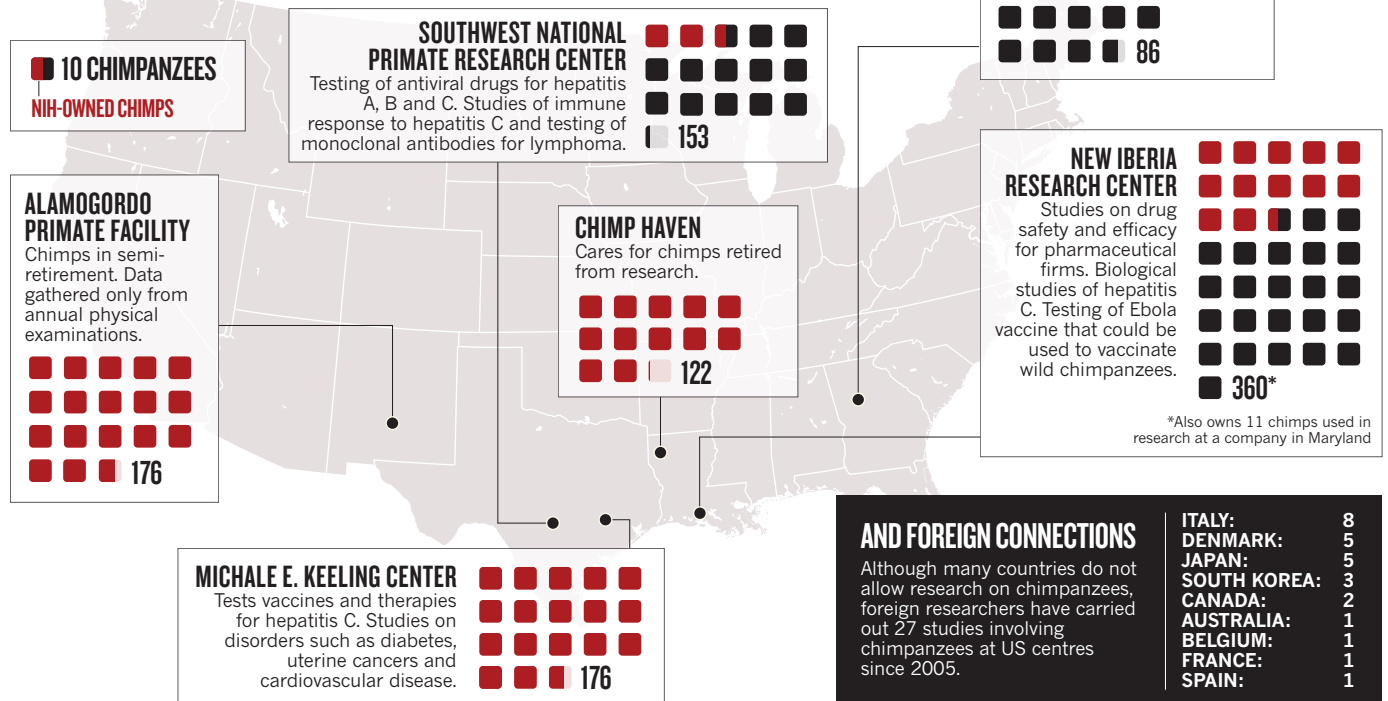 10 CHIMPANZEES
NIH-OWNED CHIMPS
SOUTHWEST NATIONAL
PRIMATE RESEARCH CENTER
Testing of antiviral drugs for hepatitis
A, B and C. Studies of immune
response to hepatitis C and testing of
monoclonal antibodies for lymphoma.
153
86
ALAMOGORDO
PRIMATE FACILITY
Chimps in semi-
retirement. Data
gathered only from
annual physical
examinations.
176
CHIMP HAVEN
Cares for chimps retired
from research.
122
NEW IBERIA
RESEARCH CENTER
Studies on drug
safety and efficacy
for pharmaceutical
firms. Biological
studies of hepatitis
C. Testing of Ebola
vaccine that could be
used to vaccinate
wild chimpanzees.
360*
*Also owns 11 chimps used in
research at a company in Maryland
MICHALE E. KEELING CENTER
Tests vaccines and therapies
for hepatitis C. Studies on
disorders such as diabetes,
uterine cancers and
cardiovascular disease.
176
AND FOREIGN CONNECTIONS
Although many countries do not
allow research on chimpanzees,
foreign researchers have carried
out 27 studies involving
chimpanzees at US centres
since 2005.
ITALY: 8
DENMARK: 5
JAPAN: 5
SOUTH KOREA: 3
CANADA: 2
AUSTRALIA: 1
BELGIUM: 1
FRANCE: 1
SPAIN: 1